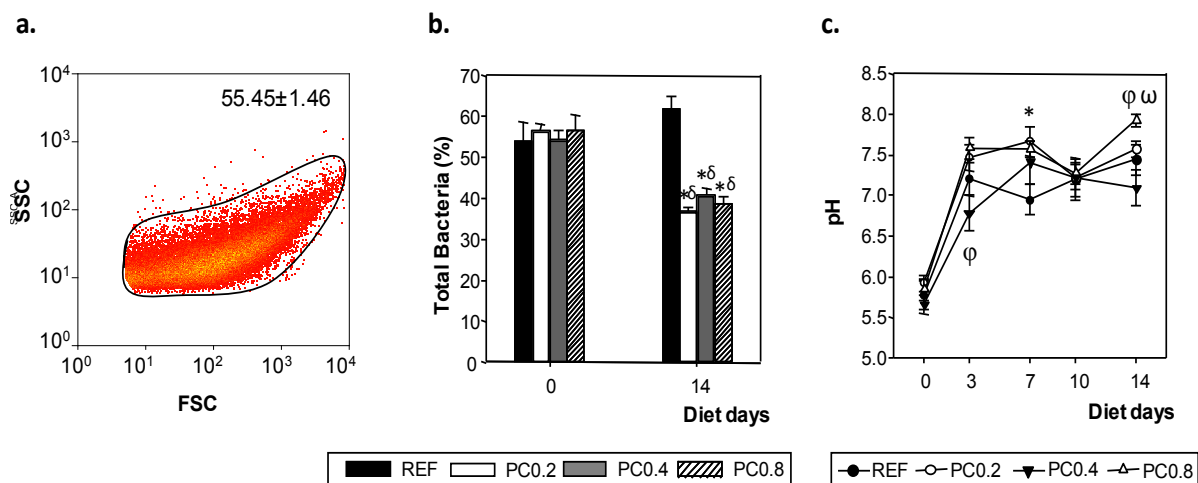 a.
b.
c.
10⁴
10³
10²
10¹
10⁰
SSC
55.45±1.46
10⁰ 10¹ 10² 10³ 10⁴
FSC
70
60
50
40
30
20
10
0
Total Bacteria (%)
*δ *δ *δ
0 14
Diet days
8.5
8.0
7.5
7.0
6.5
6.0
5.5
5.0
pH
φ
*
φ ω
0 3 7 10 14
Diet days
REF PC0.2 PC0.4 PC0.8
REF PC0.2 PC0.4 PC0.8